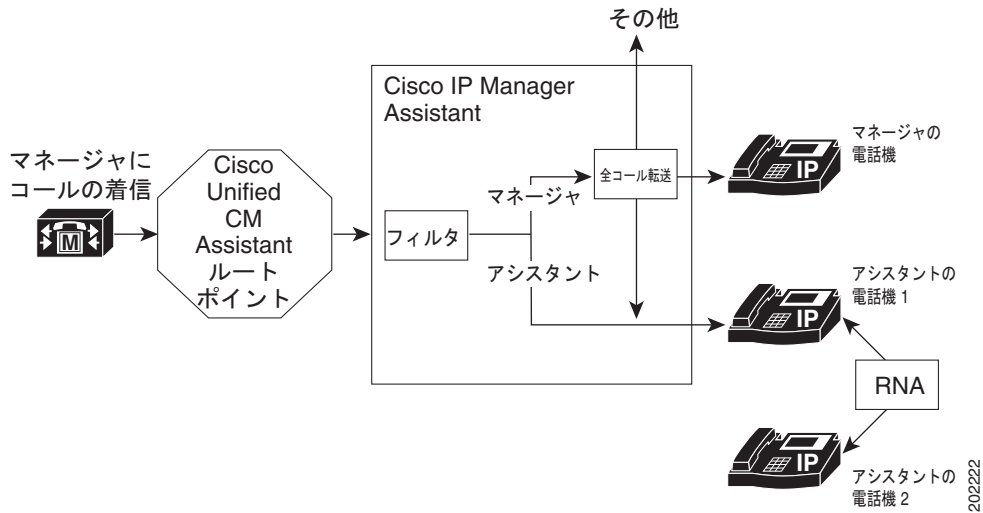 その他
Cisco IP Manager
Assistant
マネージャに
コールの着信
M
Cisco
Unified
CM
Assistant
ルート
ポイント
フィルタ
マネージャ
アシスタント
全コール転送
IP
マネージャの
電話機
IP
アシスタントの
電話機 1
RNA
IP
アシスタントの
電話機 2
202222